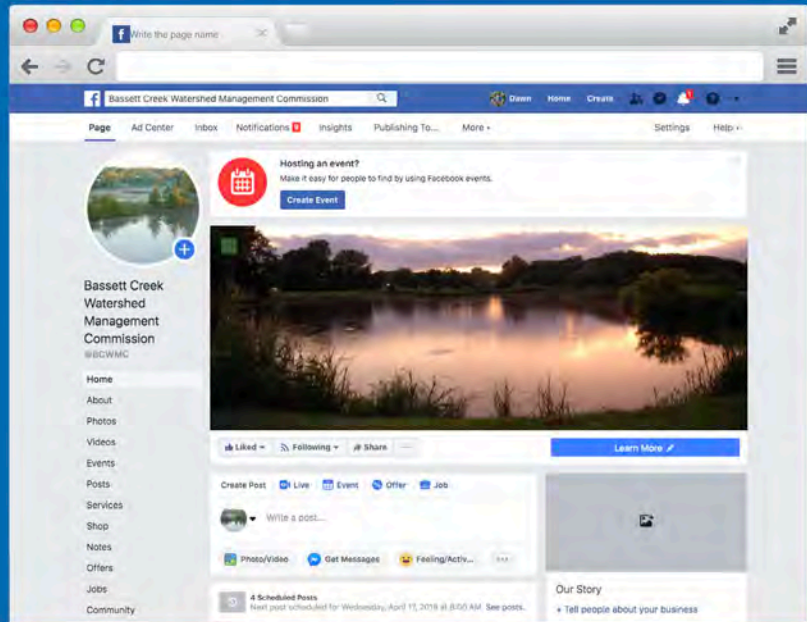 Write the page name
Bassett Creek Watershed Management Commission
Dawn Home Create
Page Ad Center Inbox Notifications 9 Insights Publishing To... More Settings Help
Hosting an event?
Make it easy for people to find by using Facebook events.
Create Event
Bassett Creek
Watershed
Management
Commission
@BCWMC
Home
About
Photos
Videos
Events
Posts
Services
Shop
Notes
Offers
Jobs
Community
Liked Following Share ...
Learn More
Create Post Live Event Offer Job
Write a post...
Photo/Video Get Messages Feeling/Activ... ...
4 Scheduled Posts
Next post scheduled for Wednesday, April 17, 2019 at 8:00 AM. See posts.
Our Story
+ Tell people about your business